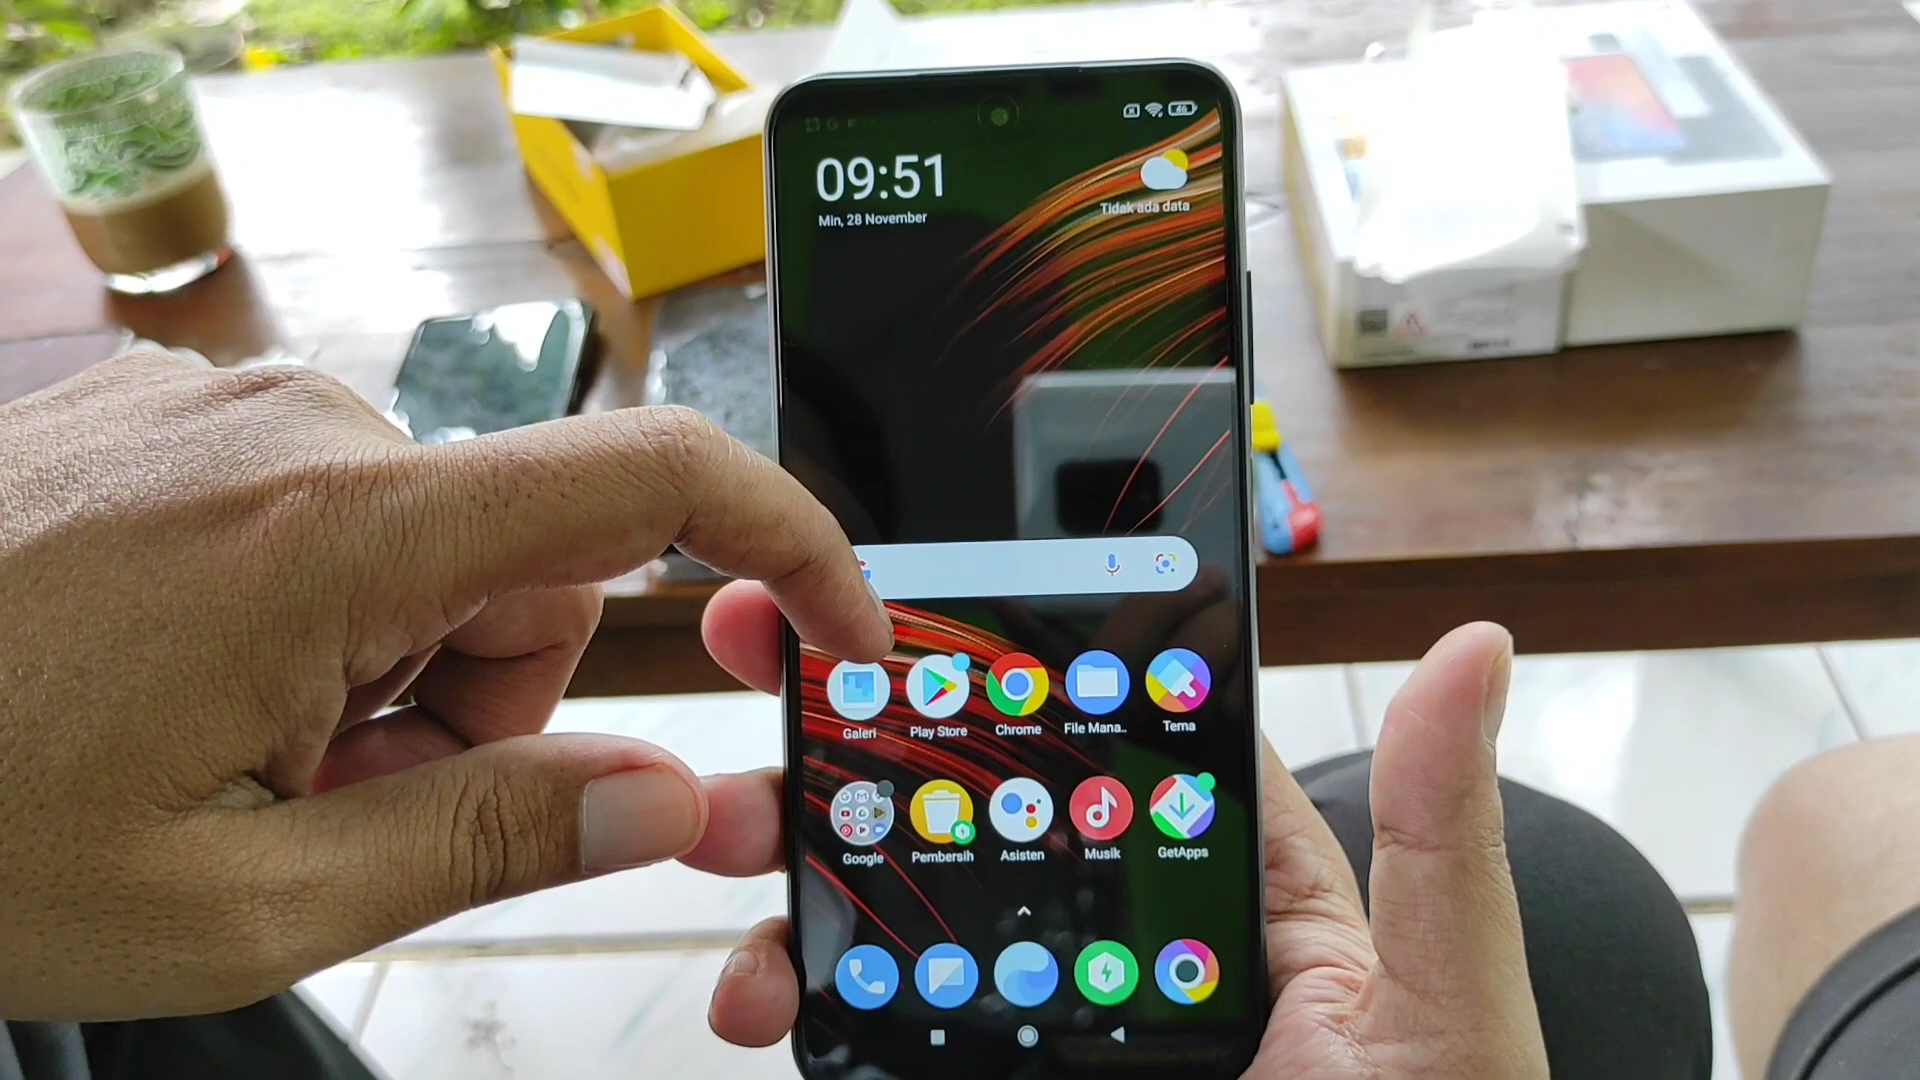 46
09:51
Min, 28 November
Tidak ada data
Galeri
Play Store
Chrome
File Mana..
Tema
Google
Pembersih
Asisten
Musik
GetApps